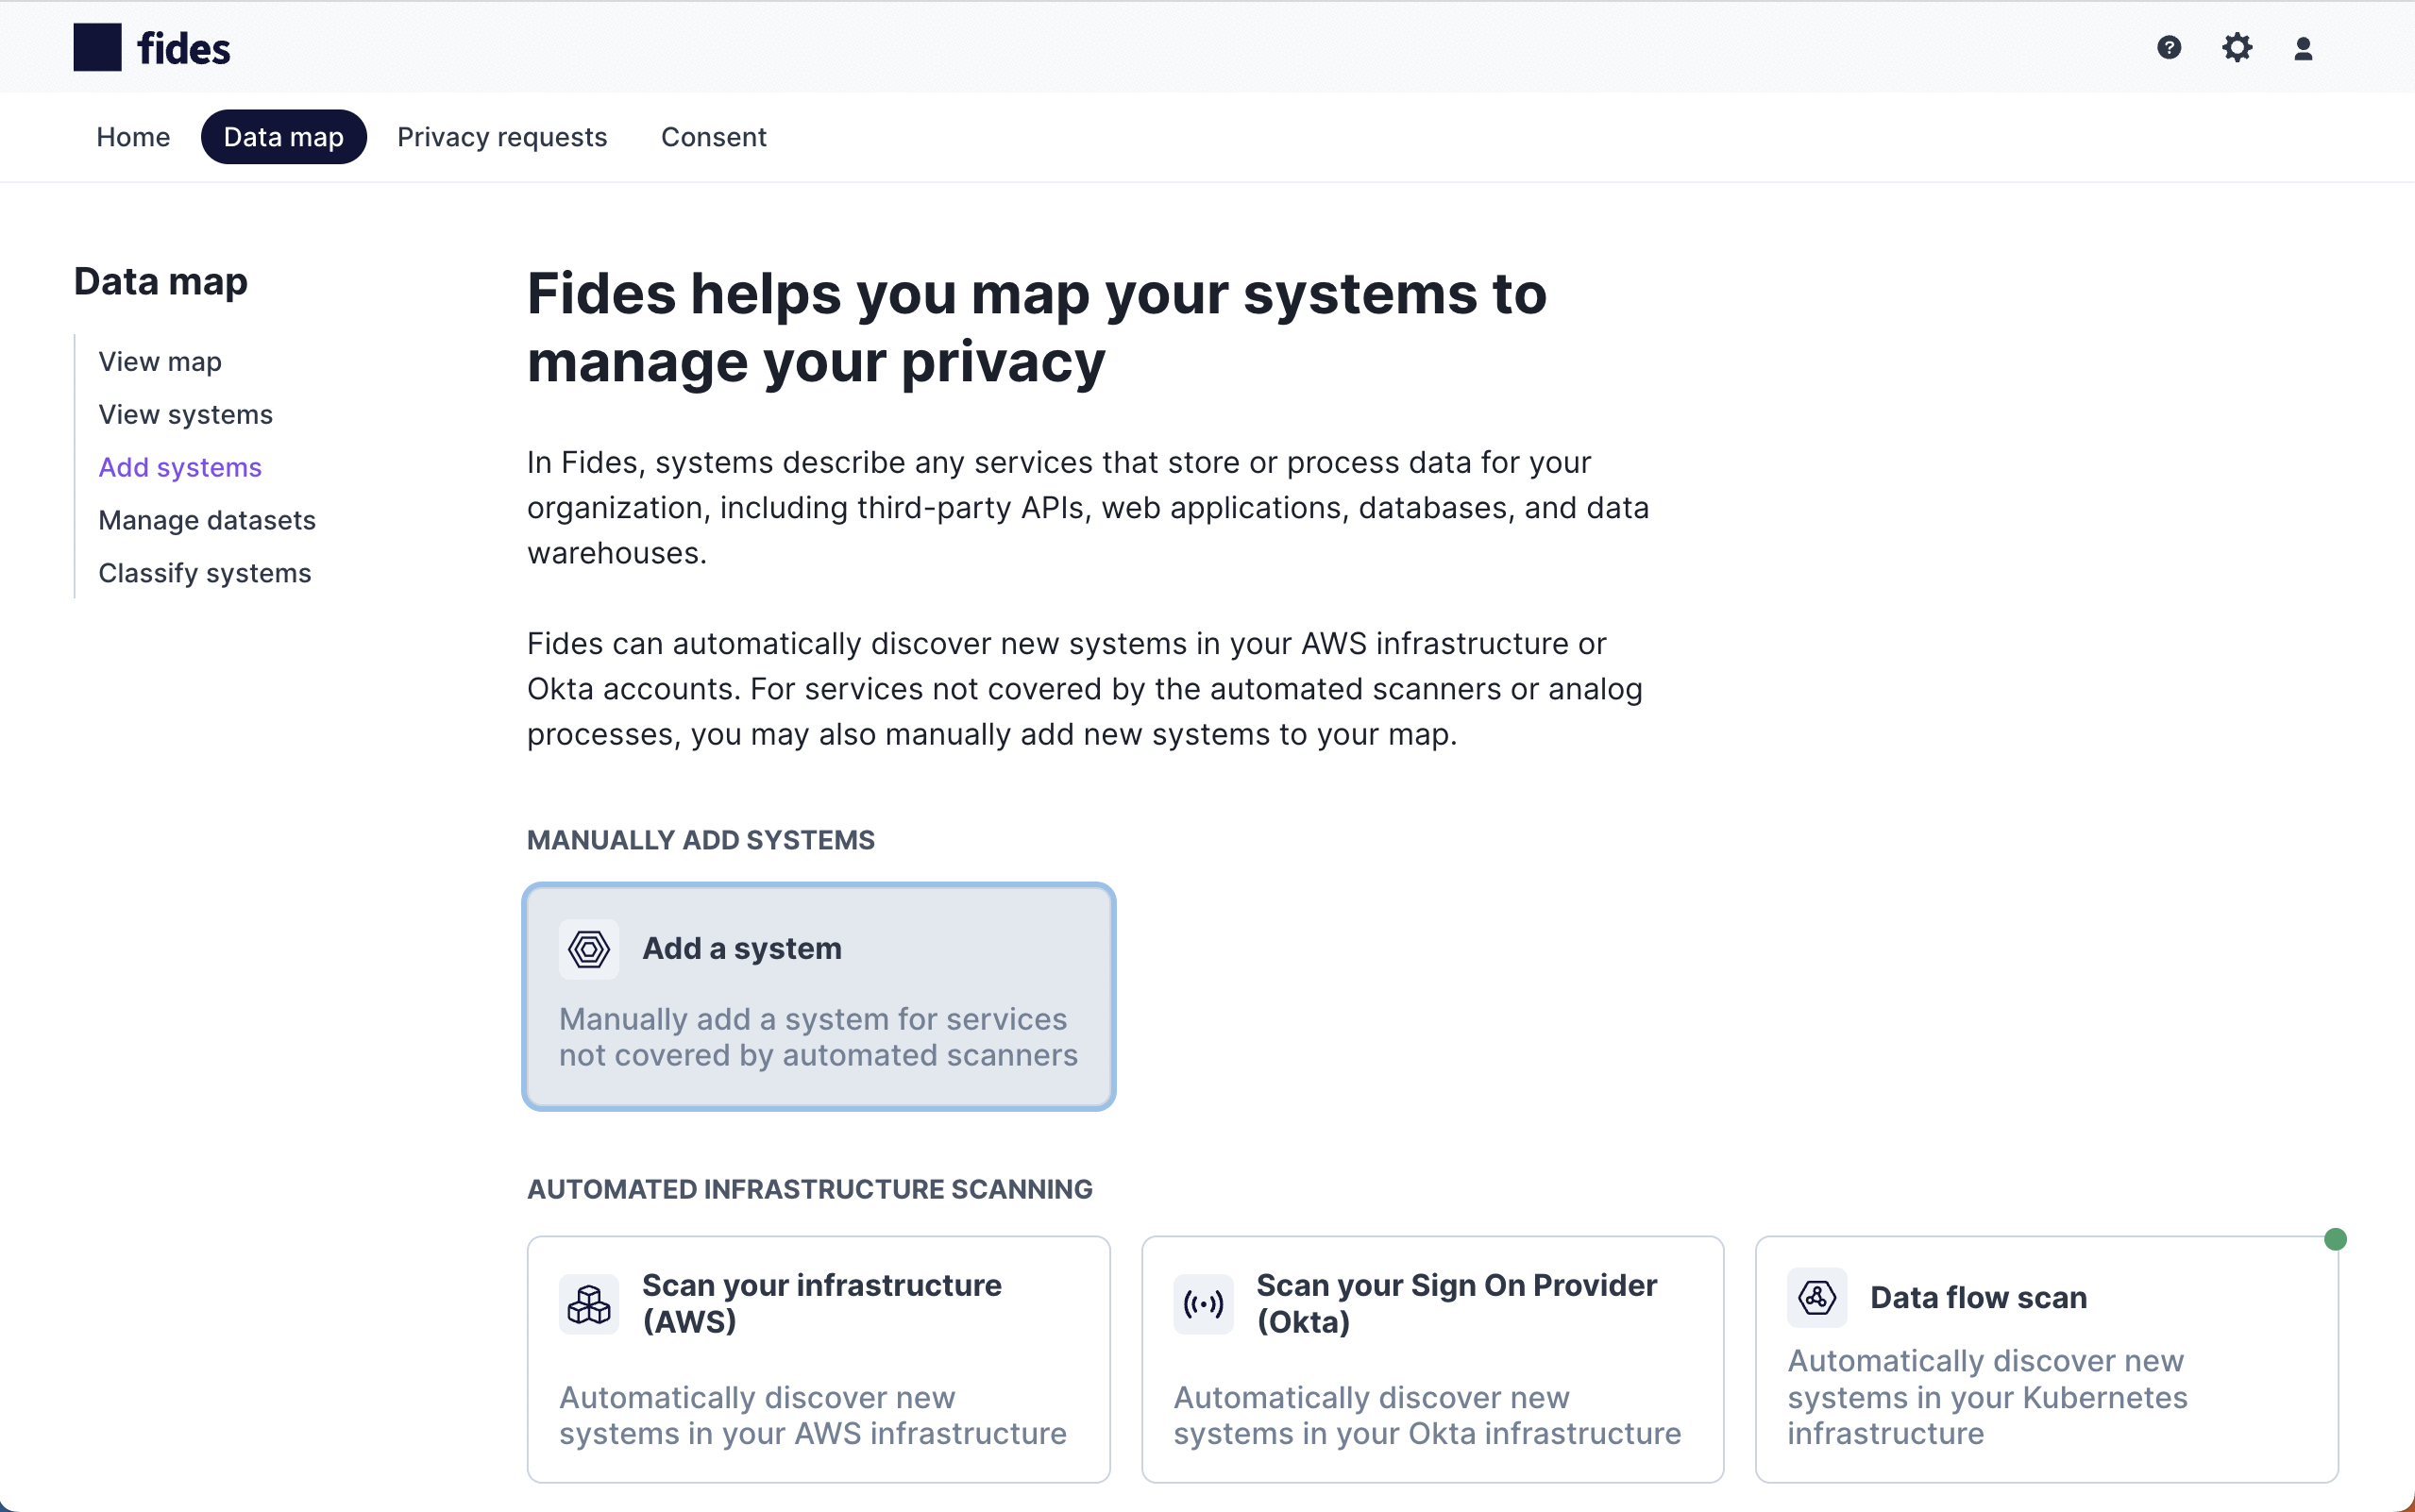 fides
?
Home
Data map
Privacy requests
Consent
Data map
View map
View systems
Add systems
Manage datasets
Classify systems
Fides helps you map your systems to
manage your privacy
In Fides, systems describe any services that store or process data for your
organization, including third-party APIs, web applications, databases, and data
warehouses.
Fides can automatically discover new systems in your AWS infrastructure or
Okta accounts. For services not covered by the automated scanners or analog
processes, you may also manually add new systems to your map.
MANUALLY ADD SYSTEMS
Add a system
Manually add a system for services
not covered by automated scanners
AUTOMATED INFRASTRUCTURE SCANNING
Scan your infrastructure
(AWS)
Automatically discover new
systems in your AWS infrastructure
Scan your Sign On Provider
(Okta)
Automatically discover new
systems in your Okta infrastructure
Data flow scan
Automatically discover new
systems in your Kubernetes
infrastructure